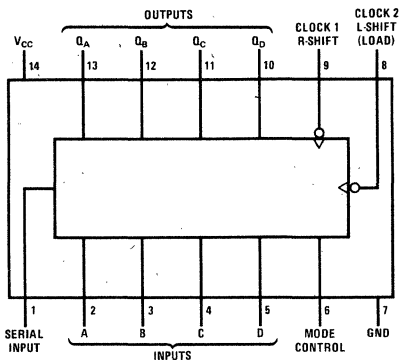 OUTPUTS
CLOCK 1
R-SHIFT
CLOCK 2
L-SHIFT
(LOAD)
VCC
QA
QB
QC
QD
14
13
12
11
10
9
8
1
2
3
4
5
6
7
SERIAL
INPUT
A
B
C
D
INPUTS
MODE
CONTROL
GND